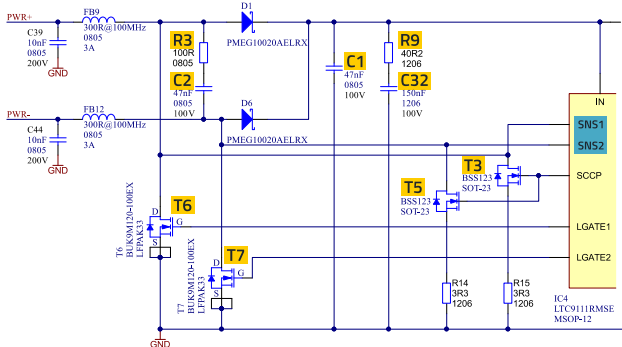 PWR+
FB9
300R@100MHz
0805
3A
C39
10nF
0805
200V
GND
D1
PMEG10020AELRX
R3
100R
0805
C2
47nF
0805
100V
C1
47nF
0805
100V
R9
40R2
1206
C32
150nF
1206
100V
PWR-
FB12
300R@100MHz
0805
3A
C44
10nF
0805
200V
GND
D6
PMEG10020AELRX
IN
SNS1
SNS2
SCCP
LGATE1
LGATE2
IC4
LTC9111RMSE
MSOP-12
T3
BSS123
SOT-23
T5
BSS123
SOT-23
T6
D
G
S
T6
BUK9M120-100EX
LFPAK33
T7
D
G
S
T7
BUK9M120-100EX
LFPAK33
R14
3R3
1206
R15
3R3
1206
GND